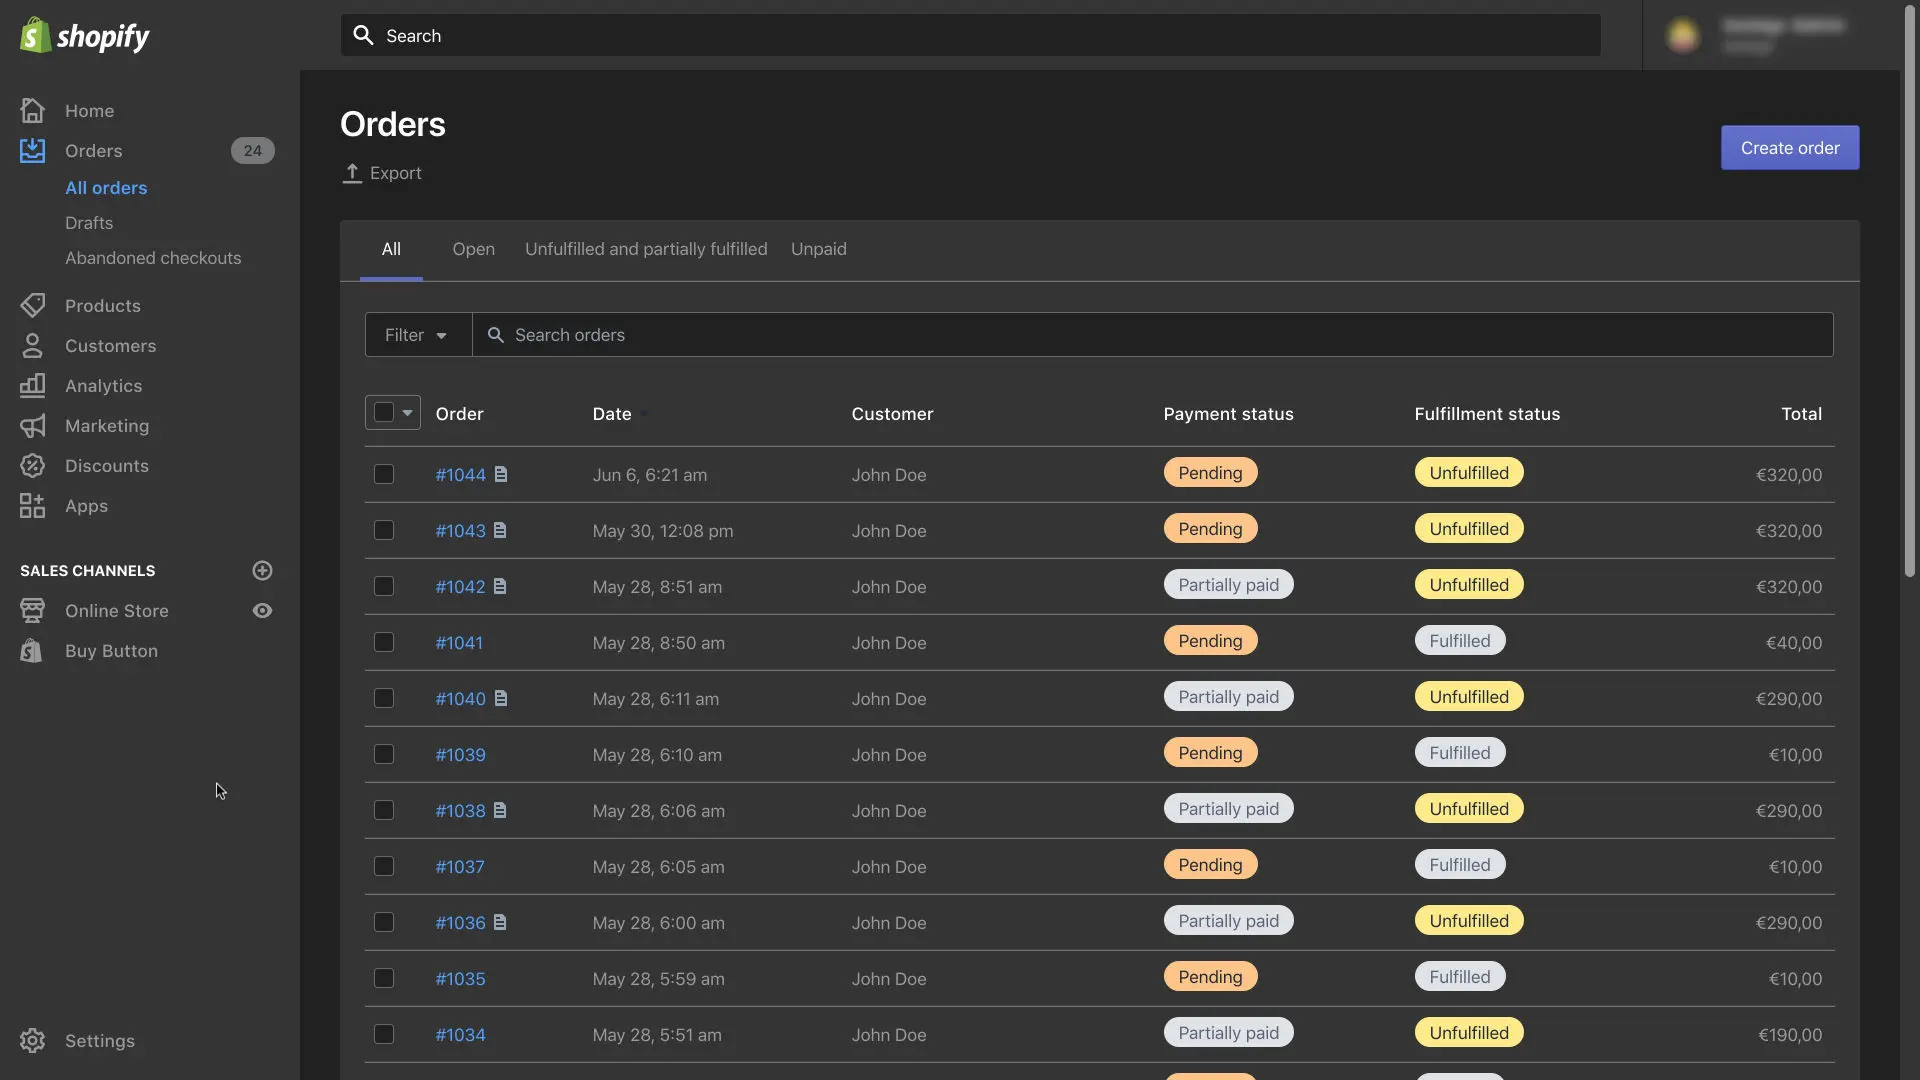 shopify
Search
Home
Orders 24
All orders
Drafts
Abandoned checkouts
Products
Customers
Analytics
Marketing
Discounts
Apps
SALES CHANNELS
Online Store
Buy Button
Settings
Orders
Export
Create order
All Open Unfulfilled and partially fulfilled Unpaid
Filter Search orders
Order Date Customer Payment status Fulfillment status Total
#1044 Jun 6, 6:21 am John Doe Pending Unfulfilled €320,00
#1043 May 30, 12:08 pm John Doe Pending Unfulfilled €320,00
#1042 May 28, 8:51 am John Doe Partially paid Unfulfilled €320,00
#1041 May 28, 8:50 am John Doe Pending Fulfilled €40,00
#1040 May 28, 6:11 am John Doe Partially paid Unfulfilled €290,00
#1039 May 28, 6:10 am John Doe Pending Fulfilled €10,00
#1038 May 28, 6:06 am John Doe Partially paid Unfulfilled €290,00
#1037 May 28, 6:05 am John Doe Pending Fulfilled €10,00
#1036 May 28, 6:00 am John Doe Partially paid Unfulfilled €290,00
#1035 May 28, 5:59 am John Doe Pending Fulfilled €10,00
#1034 May 28, 5:51 am John Doe Partially paid Unfulfilled €190,00